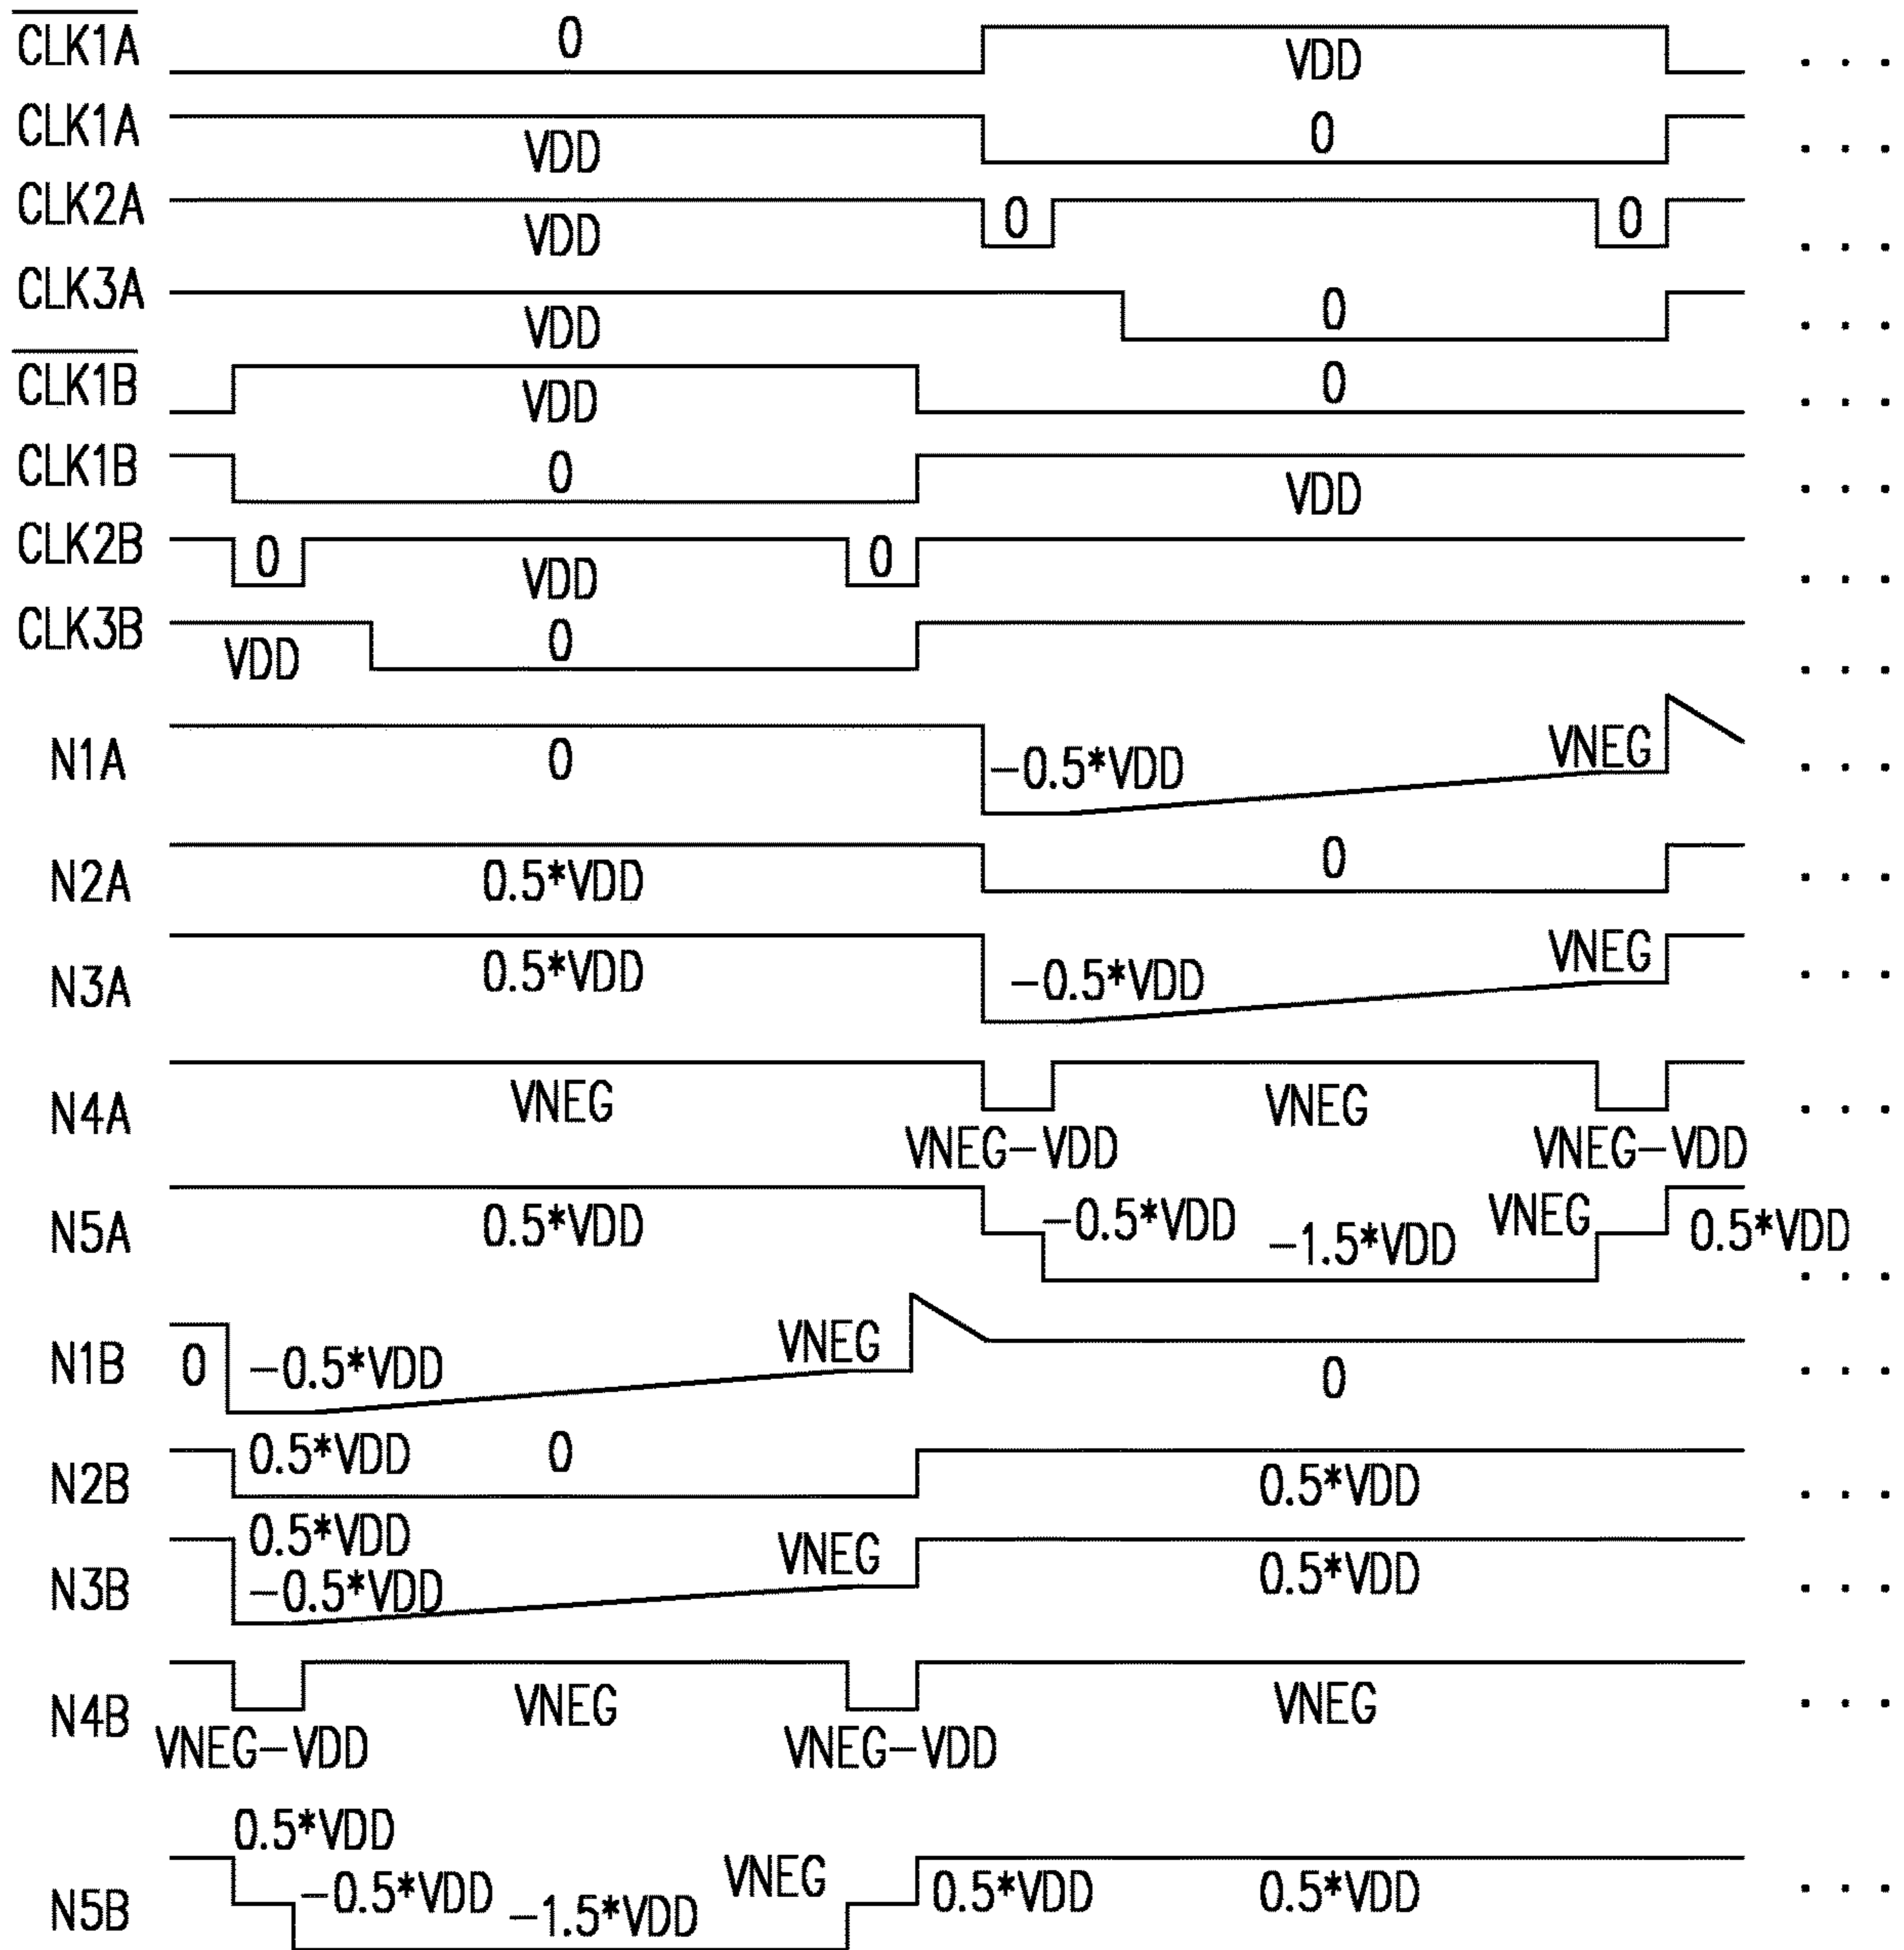 C̅L̅K̅1̅A̅ 0 VDD . . .
CLK1A VDD 0 . . .
CLK2A VDD 0 0 . . .
CLK3A VDD 0 . . .
C̅L̅K̅1̅B̅ VDD 0 . . .
CLK1B 0 VDD . . .
CLK2B 0 VDD 0 . . .
CLK3B VDD 0 . . .
N1A 0 -0.5*VDD VNEG . . .
N2A 0.5*VDD 0 . . .
N3A 0.5*VDD -0.5*VDD VNEG . . .
N4A VNEG VNEG . . .
VNEG-VDD VNEG-VDD
N5A 0.5*VDD -0.5*VDD -1.5*VDD VNEG 0.5*VDD . . .
N1B 0 -0.5*VDD VNEG 0 . . .
N2B 0.5*VDD 0 0.5*VDD . . .
0.5*VDD
N3B -0.5*VDD VNEG 0.5*VDD . . .
N4B VNEG VNEG . . .
VNEG-VDD VNEG-VDD
0.5*VDD
N5B -0.5*VDD -1.5*VDD VNEG 0.5*VDD 0.5*VDD . . .